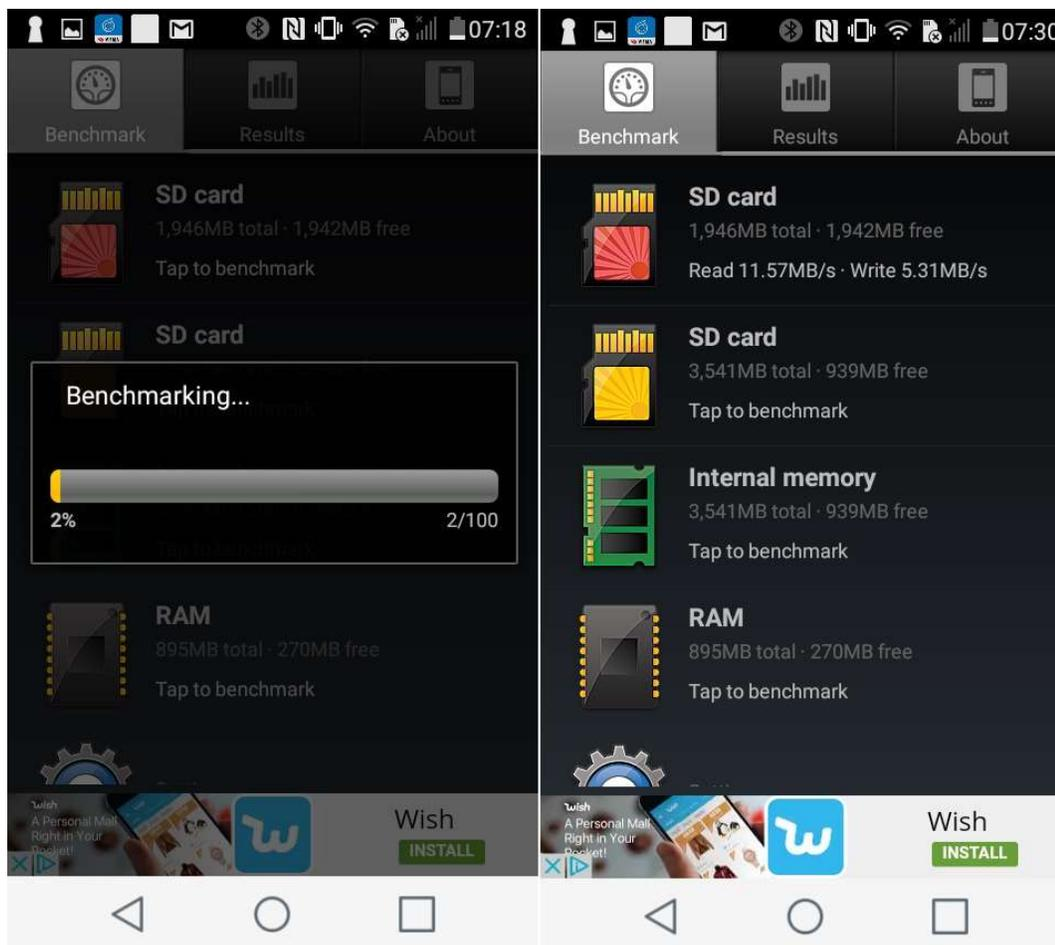 07:18
Benchmark
Results
About
SD card
1,946MB total · 1,942MB free
Tap to benchmark
SD card
Benchmarking...
2%
2/100
RAM
895MB total · 270MB free
Tap to benchmark
wish
A Personal Mall
Right in Your
Pocket!
Wish
INSTALL
07:30
Benchmark
Results
About
SD card
1,946MB total · 1,942MB free
Read 11.57MB/s · Write 5.31MB/s
SD card
3,541MB total · 939MB free
Tap to benchmark
Internal memory
3,541MB total · 939MB free
Tap to benchmark
RAM
895MB total · 270MB free
Tap to benchmark
wish
A Personal Mall
Right in Your
Pocket!
Wish
INSTALL